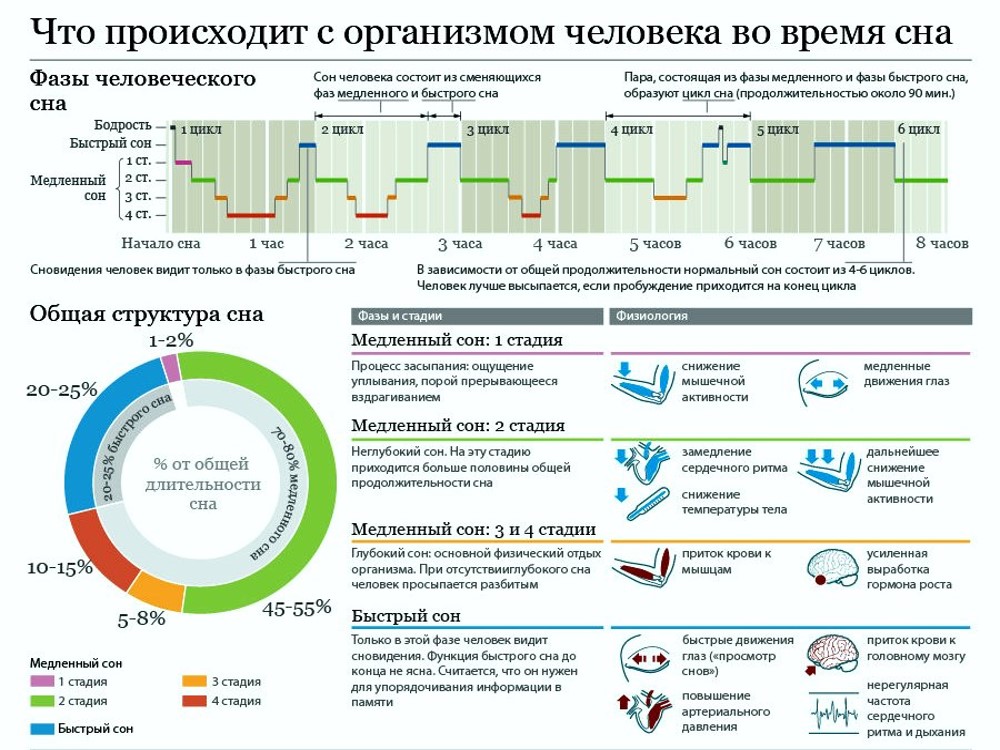 Что происходит с организмом человека во время сна
Фазы человеческого
сна
Сон человека состоит из сменяющихся
фаз медленного и быстрого сна
Пара, состоящая из фазы медленного и фазы быстрого сна,
образуют цикл сна (продолжительностью около 90 мин.)
Бодрость
Быстрый сон
Медленный
сон
1 ст.
2 ст.
3 ст.
4 ст.
1 цикл
2 цикл
3 цикл
4 цикл
5 цикл
6 цикл
Начало сна
1 час
2 часа
3 часа
4 часа
5 часов
6 часов
7 часов
8 часов
Сновидения человек видит только в фазы быстрого сна
В зависимости от общей продолжительности нормальный сон состоит из 4-6 циклов.
Человек лучше высыпается, если пробуждение приходится на конец цикла
Общая структура сна
1-2%
20-25%
10-15%
5-8%
45-55%
20-25% быстрого сна
70-80% медленного сна
% от общей
длительности
сна
Медленный сон
1 стадия
2 стадия
3 стадия
4 стадия
Быстрый сон
Фазы и стадии
Физиология
Медленный сон: 1 стадия
Процесс засыпания: ощущение
уплывания, порой прерывающееся
вздрагиванием
снижение
мышечной
активности
медленные
движения глаз
Медленный сон: 2 стадия
Неглубокий сон. На эту стадию
приходится больше половины общей
продолжительности сна
замедление
сердечного ритма
снижение
температуры тела
дальнейшее
снижение
мышечной
активности
Медленный сон: 3 и 4 стадии
Глубокий сон: основной физический отдых
организма. При отсутствииглубокого сна
человек просыпается разбитым
приток крови к
мышцам
усиленная
выработка
гормона роста
Быстрый сон
Только в этой фазе человек видит
сновидения. Функция быстрого сна до
конца не ясна. Считается, что он нужен
для упорядочивания информации в
памяти
быстрые движения
глаз («просмотр
снов»)
повышение
артериального
давления
приток крови к
головному мозгу
нерегулярная
частота
сердечного
ритма и дыхания